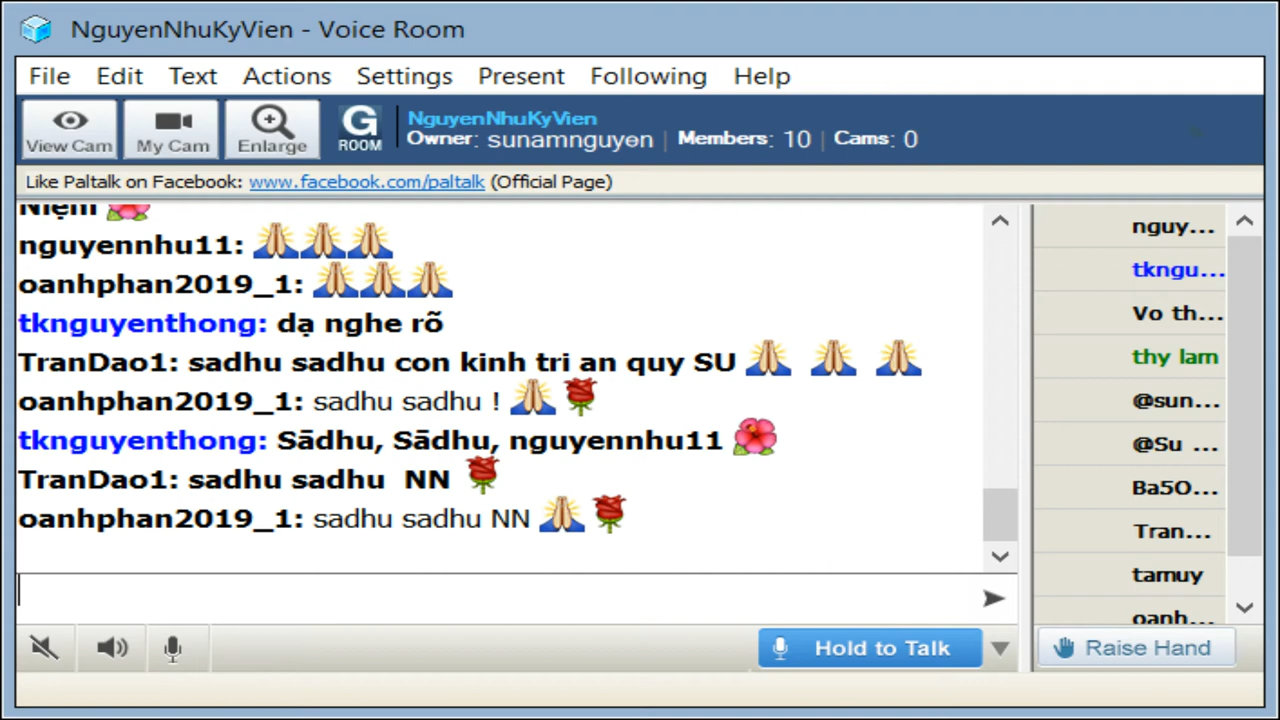 NguyenNhuKyVien - Voice Room
File Edit Text Actions Settings Present Following Help
View Cam My Cam Enlarge G ROOM
NguyenNhuKyVien
Owner: sunamnguyen | Members: 10 | Cams: 0
Like Paltalk on Facebook: www.facebook.com/paltalk (Official Page)
Niệm 🌺
nguyennhu11: 🙏🙏🙏
oanhphan2019_1: 🙏🙏🙏
tknguyenthong: dạ nghe rõ
TranDao1: sadhu sadhu con kinh tri an quy SU 🙏 🙏 🙏
oanhphan2019_1: sadhu sadhu ! 🙏🌹
tknguyenthong: Sādhu, Sādhu, nguyennhu11 🌺
TranDao1: sadhu sadhu  NN 🌹
oanhphan2019_1: sadhu sadhu NN 🙏🌹
nguy...
tkngu...
Vo th...
thy lam
@sun...
@Su ...
Ba5O...
Tran...
tamuy
oanh...
Hold to Talk
Raise Hand